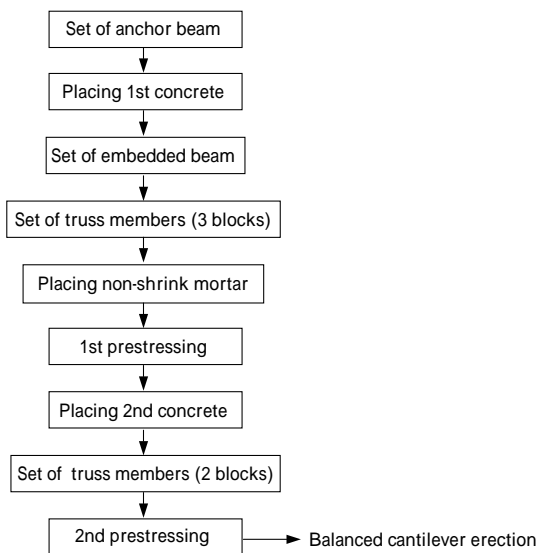 Set of anchor beam
Placing 1st concrete
Set of embedded beam
Set of truss members (3 blocks)
Placing non-shrink mortar
1st prestressing
Placing 2nd concrete
Set of truss members (2 blocks)
2nd prestressing
Balanced cantilever erection